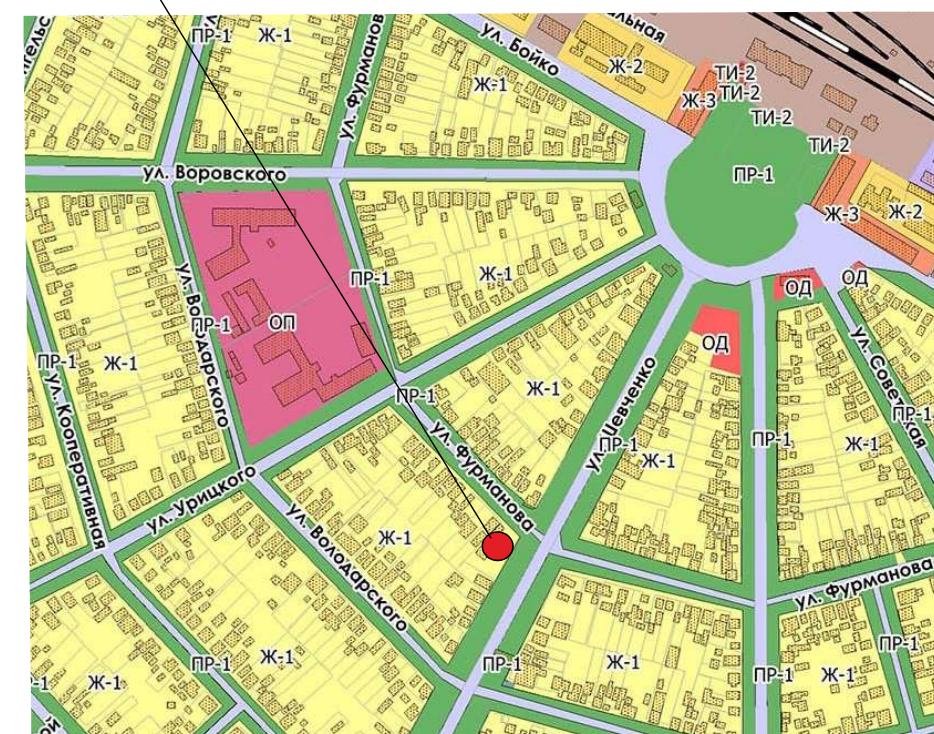 ПР-1
Ж-1
ул. Фурманов
ул. Бойко
альная
Ж-2
Ж-1
ТИ-2
ТИ-2
Ж-3
ТИ-2
ТИ-2
ул. Воровского
ПР-1
Ж-3
Ж-2
ПР-1
Ж-1
ОД
ОД
ул. Володарского
ПР-1
ОП
ОД
ПР-1
Ж-1
ПР-1
Ж-1
ул. Советская
ПР-1
ул. Кооперативная
ул. Шевченко
ПР-1
ПР-1
Ж-1
Ж-1
ул. Фурманова
ул. Урицкого
ул. Володарского
Ж-1
ул. Фурманова
ПР-1
Ж-1
ПР-1
Ж-1
ПР-1
Ж-1
ПР-1
-1
Ж-1
ой